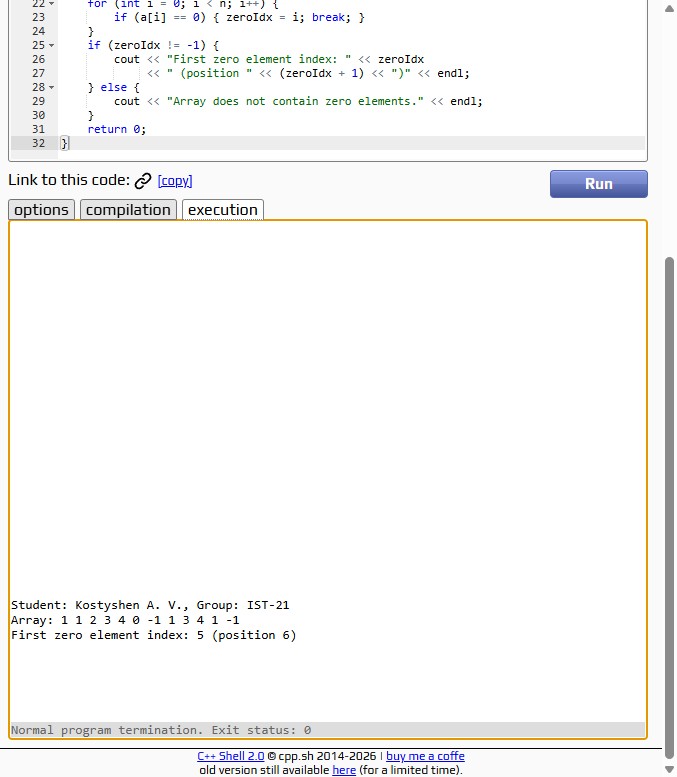 22 for (int i = 0; i < n; i++) {
23 if (a[i] == 0) { zeroIdx = i; break; }
24 }
25 if (zeroIdx != -1) {
26 cout << "First zero element index: " << zeroIdx
27 << " (position " << (zeroIdx + 1) << ")" << endl;
28 } else {
29 cout << "Array does not contain zero elements." << endl;
30 }
31 return 0;
32 }
Link to this code: [copy]
Run
options compilation execution
Student: Kostyshen A. V., Group: IST-21
Array: 1 1 2 3 4 0 -1 1 3 4 1 -1
First zero element index: 5 (position 6)
Normal program termination. Exit status: 0
C++ Shell 2.0 © cpp.sh 2014-2026 | buy me a coffe
old version still available here (for a limited time).